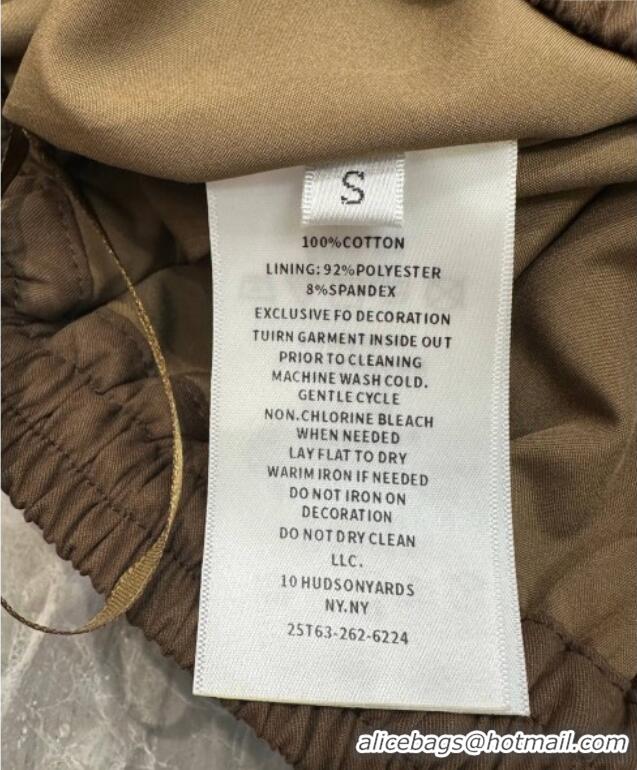 S
100%COTTON
LINING: 92%POLYESTER
8%SPANDEX
EXCLUSIVE FO DECORATION
TUIRN GARMENT INSIDE OUT
PRIOR TO CLEANING
MACHINE WASH COLD.
GENTLE CYCLE
NON.CHLORINE BLEACH
WHEN NEEDED
LAY FLAT TO DRY
WARM IRON IF NEEDED
DO NOT IRON ON
DECORATION
DO NOT DRY CLEAN
LLC.
10 HUDSONYARDS
NY.NY
25T63-262-6224
alicebags@hotmail.com